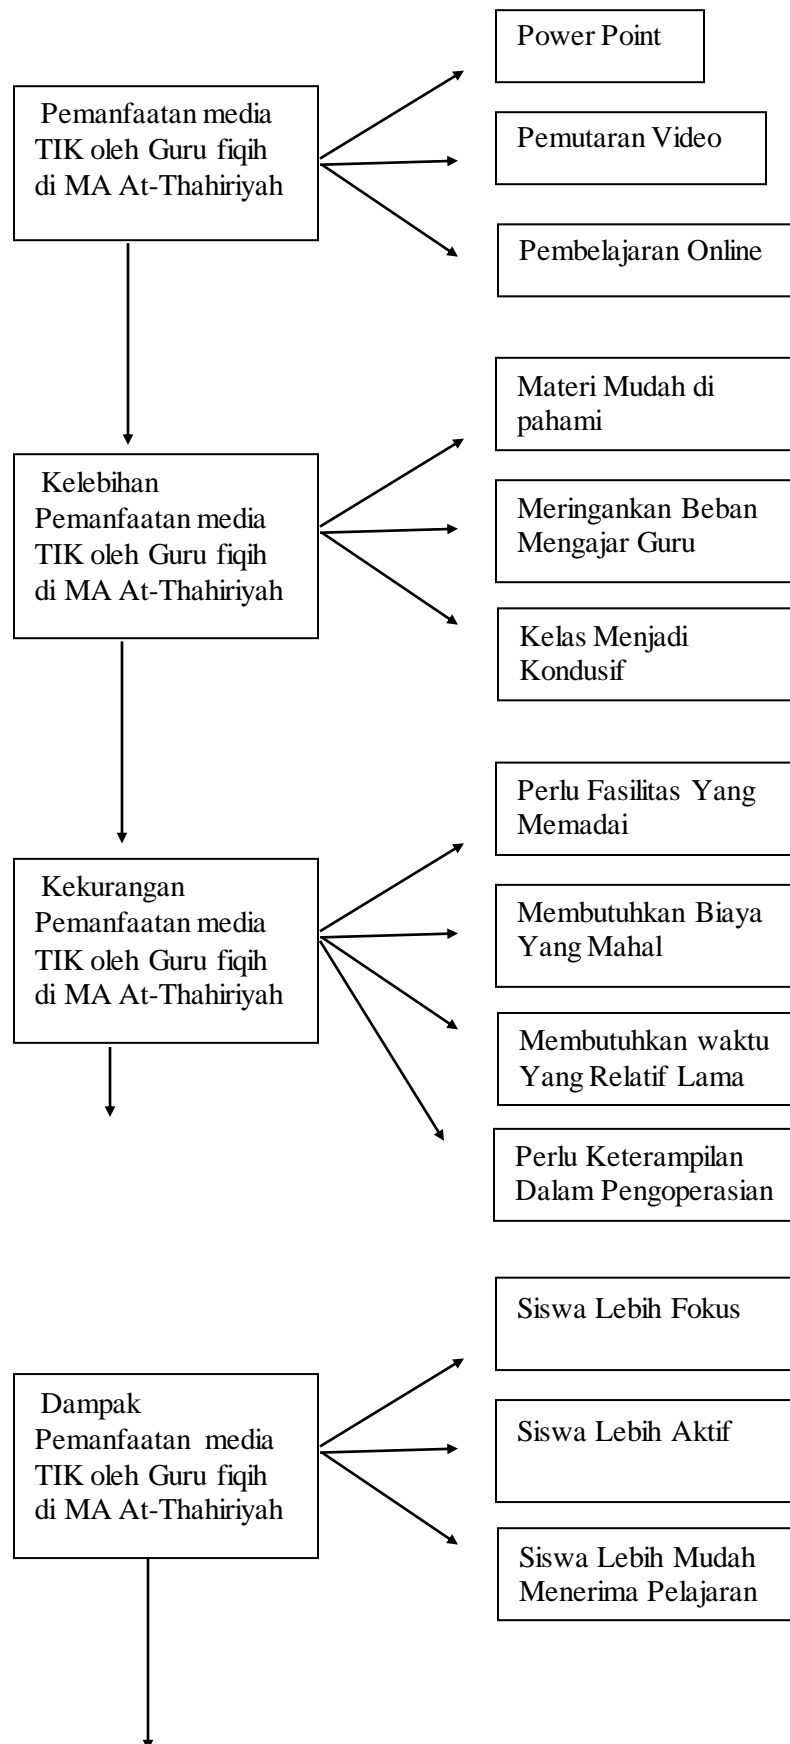 Pemanfaatan media
TIK oleh Guru fiqih
di MA At-Thahiriyah
Power Point
Pemutaran Video
Pembelajaran Online
Kelebihan
Pemanfaatan media
TIK oleh Guru fiqih
di MA At-Thahiriyah
Materi Mudah di
pahami
Meringankan Beban
Mengajar Guru
Kelas Menjadi
Kondusif
Kekurangan
Pemanfaatan media
TIK oleh Guru fiqih
di MA At-Thahiriyah
Perlu Fasilitas Yang
Memadai
Membutuhkan Biaya
Yang Mahal
Membutuhkan waktu
Yang Relatif Lama
Perlu Keterampilan
Dalam Pengoperasian
Dampak
Pemanfaatan media
TIK oleh Guru fiqih
di MA At-Thahiriyah
Siswa Lebih Fokus
Siswa Lebih Aktif
Siswa Lebih Mudah
Menerima Pelajaran